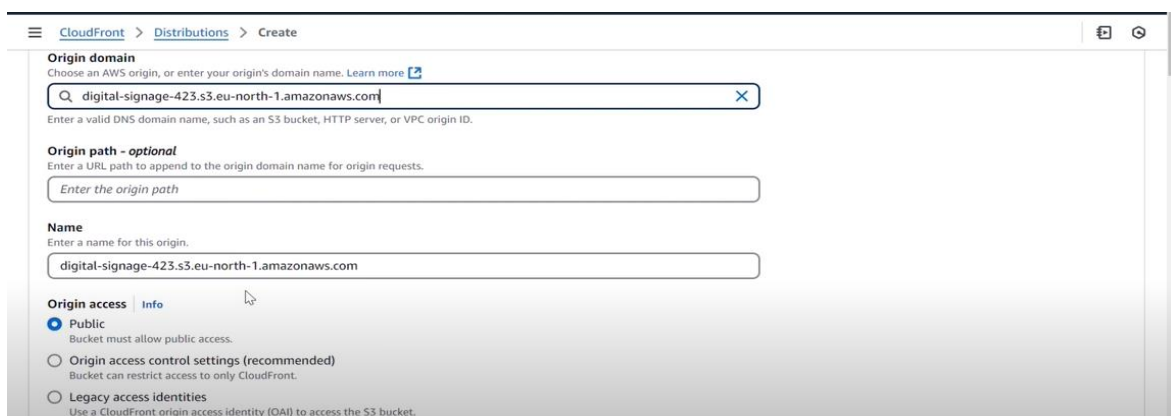 CloudFront > Distributions > Create
Origin domain
Choose an AWS origin, or enter your origin's domain name. Learn more
digital-signage-423.s3.eu-north-1.amazonaws.com
Enter a valid DNS domain name, such as an S3 bucket, HTTP server, or VPC origin ID.
Origin path - optional
Enter a URL path to append to the origin domain name for origin requests.
Enter the origin path
Name
Enter a name for this origin.
digital-signage-423.s3.eu-north-1.amazonaws.com
Origin access Info
Public
Bucket must allow public access.
Origin access control settings (recommended)
Bucket can restrict access to only CloudFront.
Legacy access identities
Use a CloudFront origin access identity (OAI) to access the S3 bucket.